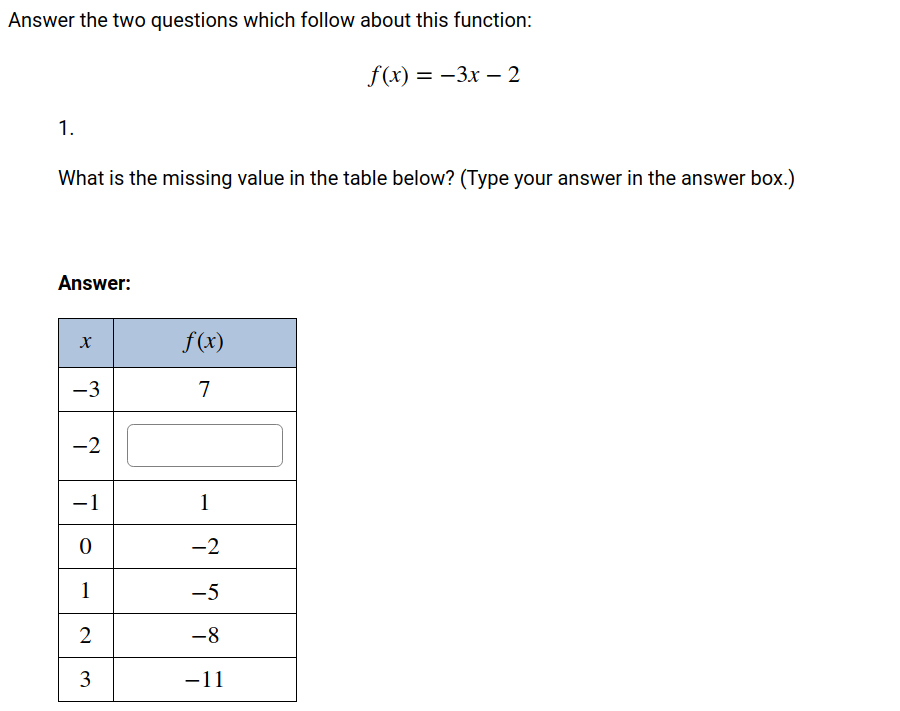 Answer the two questions which follow about this function:
f(x) = −3x − 2
1.
What is the missing value in the table below? (Type your answer in the answer box.)
Answer:
x f(x)
−3 7
−2
−1 1
0 −2
1 −5
2 −8
3 −11